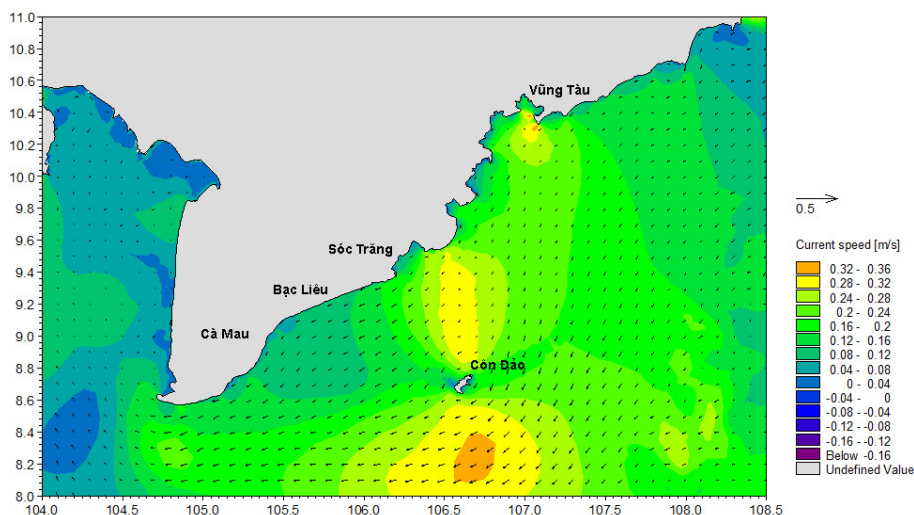 11.0
10.8
10.6
10.4
10.2
10.0
9.8
9.6
9.4
9.2
9.0
8.8
8.6
8.4
8.2
8.0
104.0 104.5 105.0 105.5 106.0 106.5 107.0 107.5 108.0 108.5
Vũng Tàu
Sóc Trăng
Bạc Liêu
Cà Mau
Côn Đảo
0.5
Current speed [m/s]
0.32 - 0.36
0.28 - 0.32
0.24 - 0.28
0.2 - 0.24
0.16 - 0.2
0.12 - 0.16
0.08 - 0.12
0.04 - 0.08
0 - 0.04
-0.04 - 0
-0.08 - -0.04
-0.12 - -0.08
-0.16 - -0.12
Below -0.16
Undefined Value